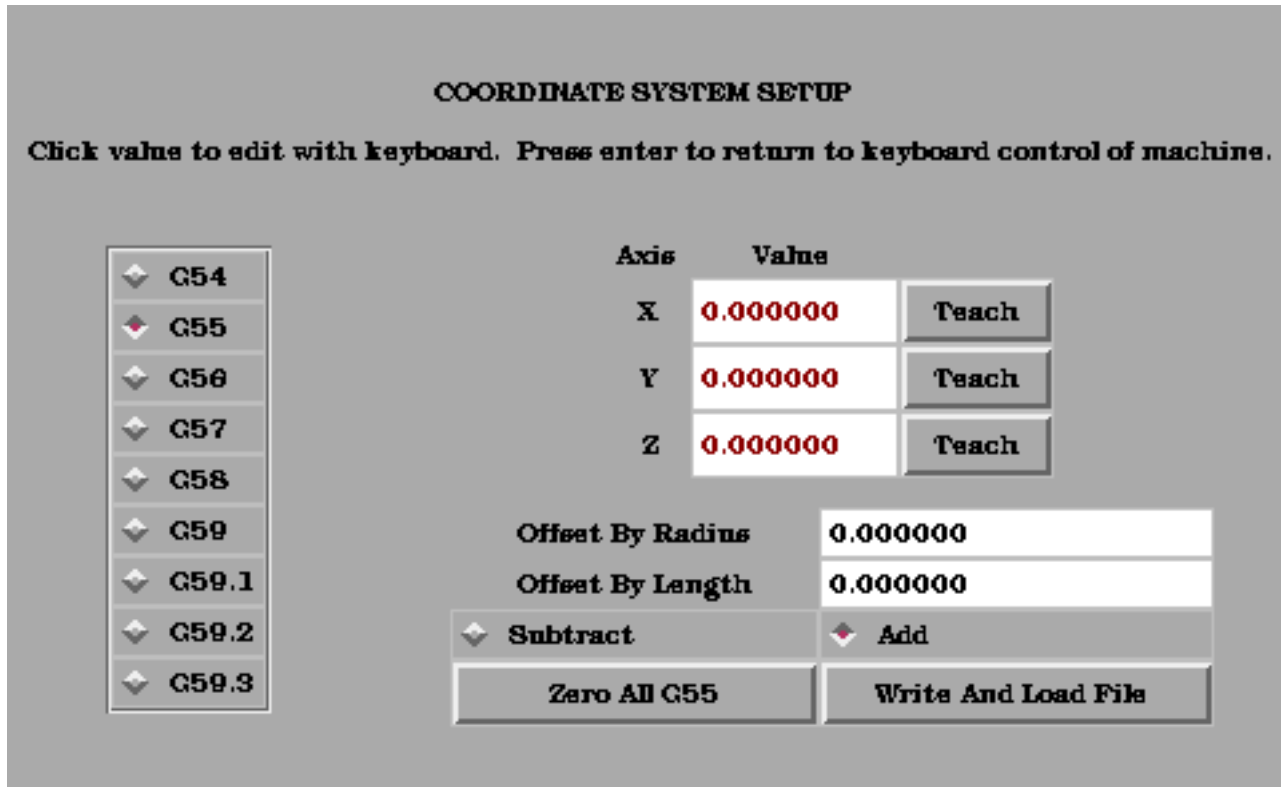 COORDINATE SYSTEM SETUP
Click value to edit with keyboard. Press enter to return to keyboard control of machine.
G54
G55
G56
G57
G58
G59
G59.1
G59.2
G59.3
Axis Value
X 0.000000 Teach
Y 0.000000 Teach
Z 0.000000 Teach
Offset By Radius 0.000000
Offset By Length 0.000000
Subtract Add
Zero All G55 Write And Load File